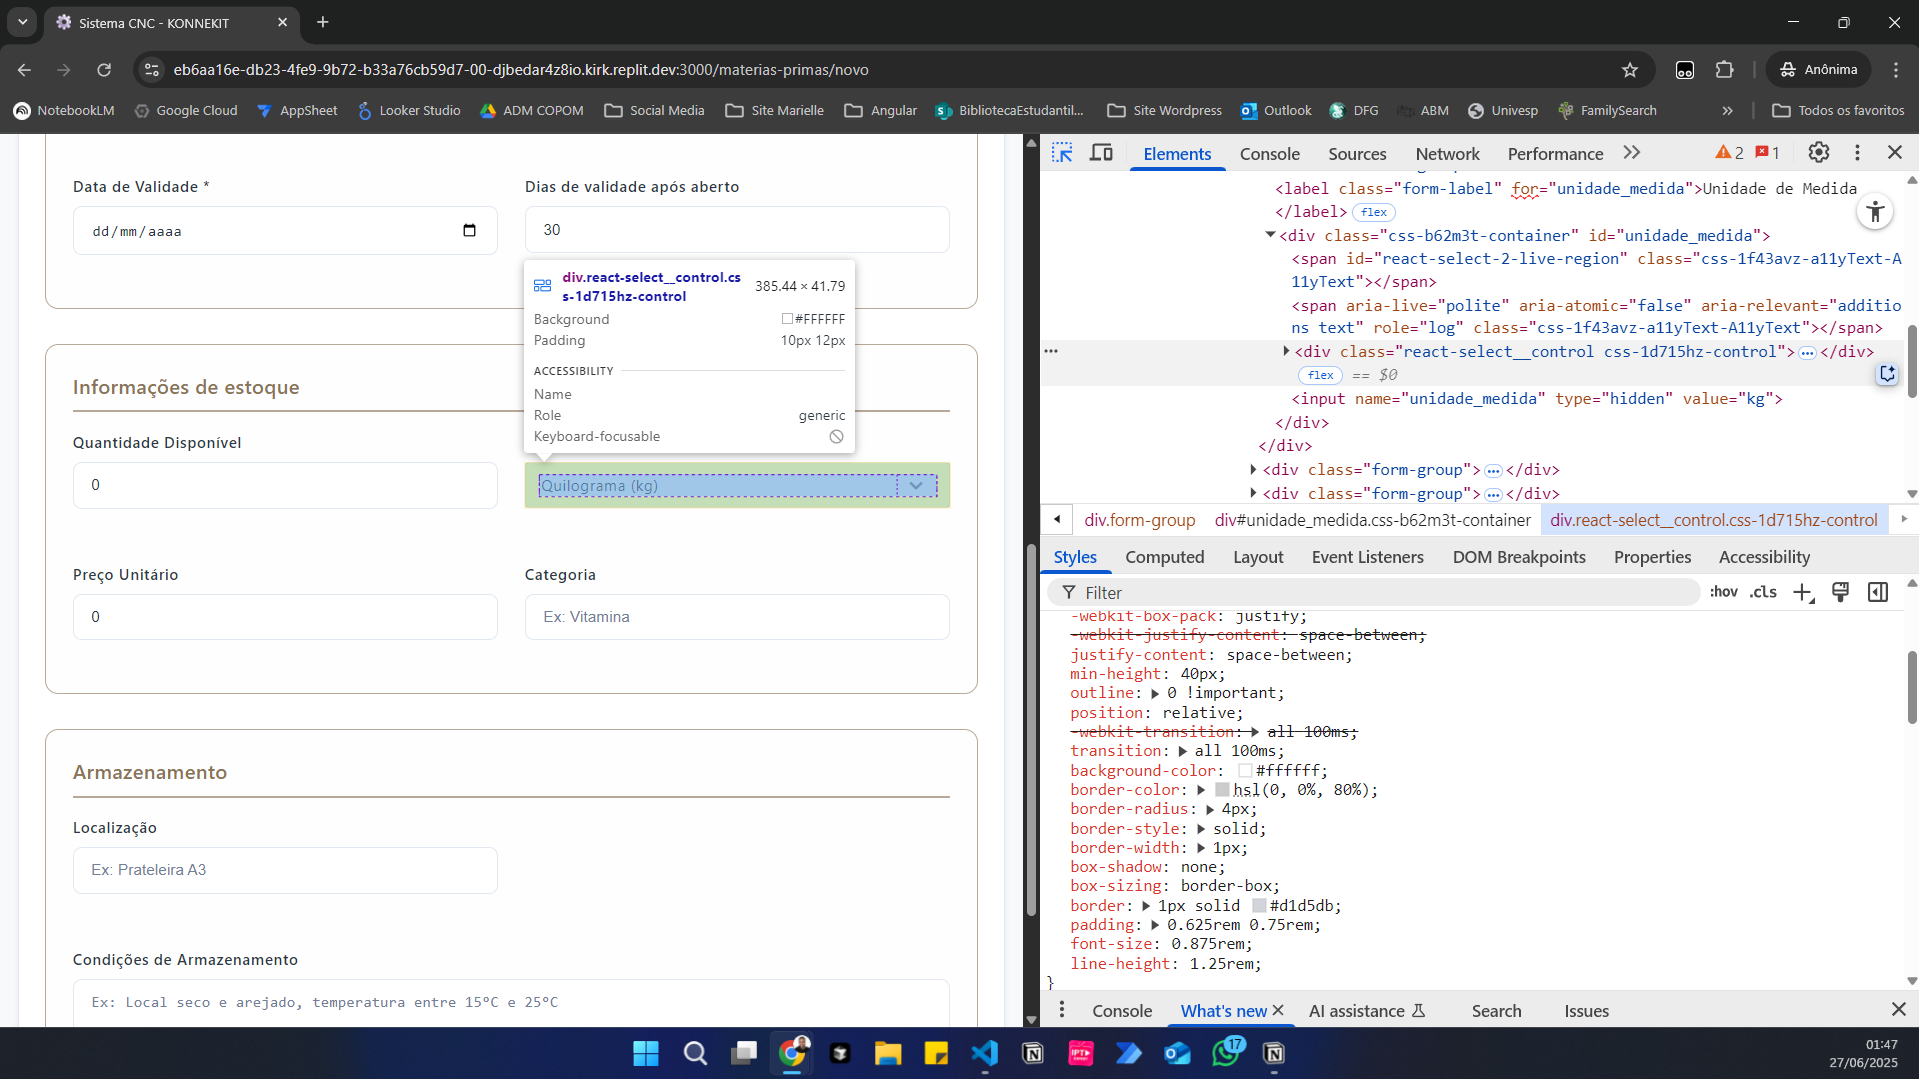 Sistema CNC - KONNEKIT
eb6aa16e-db23-4fe9-9b72-b33a76cb59d7-00-djbedar4z8io.kirk.replit.dev:3000/materias-primas/novo
Anônima
NotebookLM Google Cloud AppSheet Looker Studio ADM COPOM Social Media Site Marielle Angular BibliotecaEstudantil... Site Wordpress Outlook DFG ABM Univesp FamilySearch » Todos os favoritos
Data de Validade *
dd/mm/aaaa
Dias de validade após aberto
30
div.react-select__control.cs
s-1d715hz-control
385.44 × 41.79
Background #FFFFFF
Padding 10px 12px
ACCESSIBILITY
Name
Role generic
Keyboard-focusable
Informações de estoque
Quantidade Disponível
0
Quilograma (kg)
Preço Unitário
0
Categoria
Ex: Vitamina
Armazenamento
Localização
Ex: Prateleira A3
Condições de Armazenamento
Ex: Local seco e arejado, temperatura entre 15ºC e 25ºC
Elements Console Sources Network Performance 2 1
<label class="form-label" for="unidade_medida">Unidade de Medida
</label> flex
<div class="css-b62m3t-container" id="unidade_medida">
<span id="react-select-2-live-region" class="css-1f43avz-a11yText-A
11yText"></span>
<span aria-live="polite" aria-atomic="false" aria-relevant="additio
ns text" role="log" class="css-1f43avz-a11yText-A11yText"></span>
<div class="react-select__control css-1d715hz-control"> … </div>
flex == $0
<input name="unidade_medida" type="hidden" value="kg">
</div>
</div>
<div class="form-group"> … </div>
<div class="form-group"> … </div>
div.form-group div#unidade_medida.css-b62m3t-container div.react-select__control.css-1d715hz-control
Styles Computed Layout Event Listeners DOM Breakpoints Properties Accessibility
Filter :hov .cls
-webkit-box-pack: justify;
-webkit-justify-content: space-between;
justify-content: space-between;
min-height: 40px;
outline: 0 !important;
position: relative;
-webkit-transition: all 100ms;
transition: all 100ms;
background-color: #ffffff;
border-color: hsl(0, 0%, 80%);
border-radius: 4px;
border-style: solid;
border-width: 1px;
box-shadow: none;
box-sizing: border-box;
border: 1px solid #d1d5db;
padding: 0.625rem 0.75rem;
font-size: 0.875rem;
line-height: 1.25rem;
}
Console What's new AI assistance Search Issues
17
01:47
27/06/2025